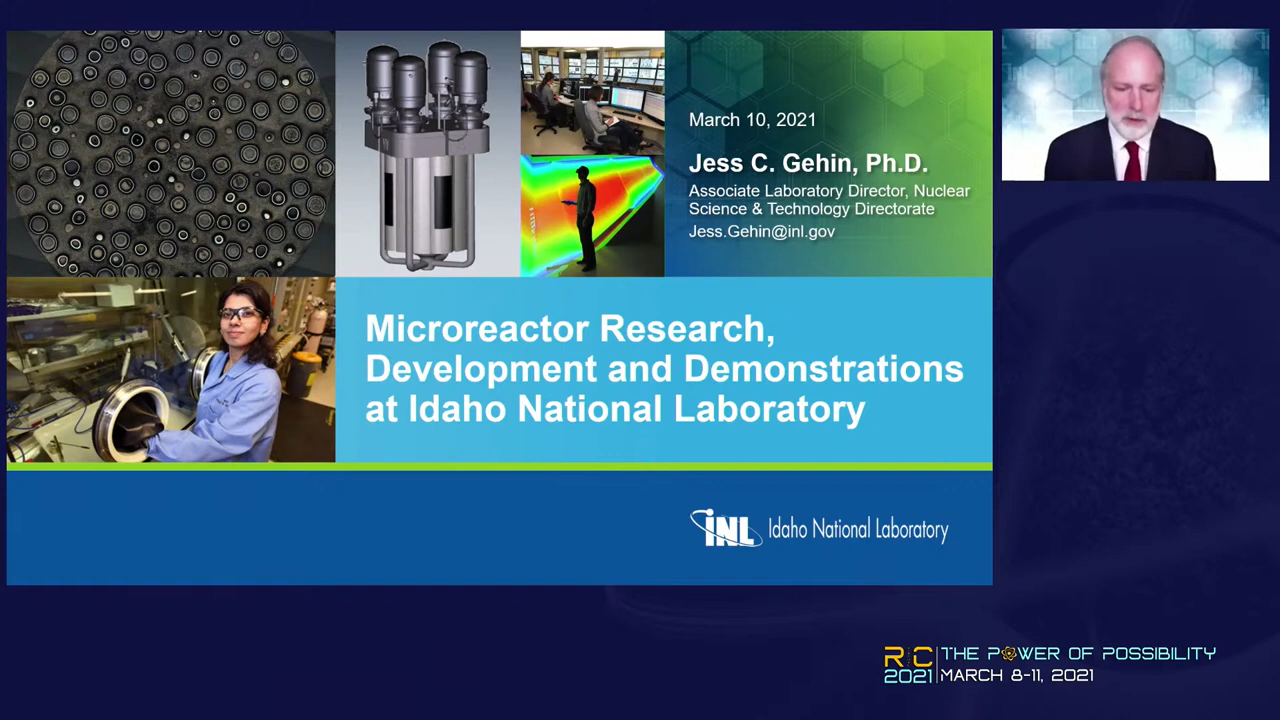 March 10, 2021
Jess C. Gehin, Ph.D.
Associate Laboratory Director, Nuclear
Science & Technology Directorate
Jess.Gehin@inl.gov
Microreactor Research,
Development and Demonstrations
at Idaho National Laboratory
INL Idaho National Laboratory
RIC THE POWER OF POSSIBILITY
2021 MARCH 8-11, 2021